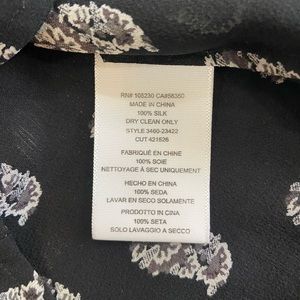 RN# 105230 CA#56350
MADE IN CHINA
100% SILK
DRY CLEAN ONLY
STYLE 3460-23422
CUT 421526
FABRIQUÉ EN CHINE
100% SOIE
NETTOYAGE À SEC UNIQUEMENT
HECHO EN CHINA
100% SEDA
LAVAR EN SECO SOLAMENTE
PRODOTTO IN CINA
100% SETA
SOLO LAVAGGIO A SECCO